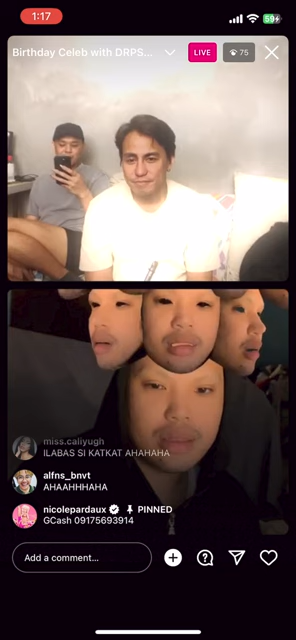 1:17
59
Birthday Celeb with DRPS...
LIVE
75
miss.caliyugh
ILABAS SI KATKAT AHAHAHA
alfns_bnvt
AHAAHHHAHA
nicolepardaux PINNED
GCash 09175693914
Add a comment...